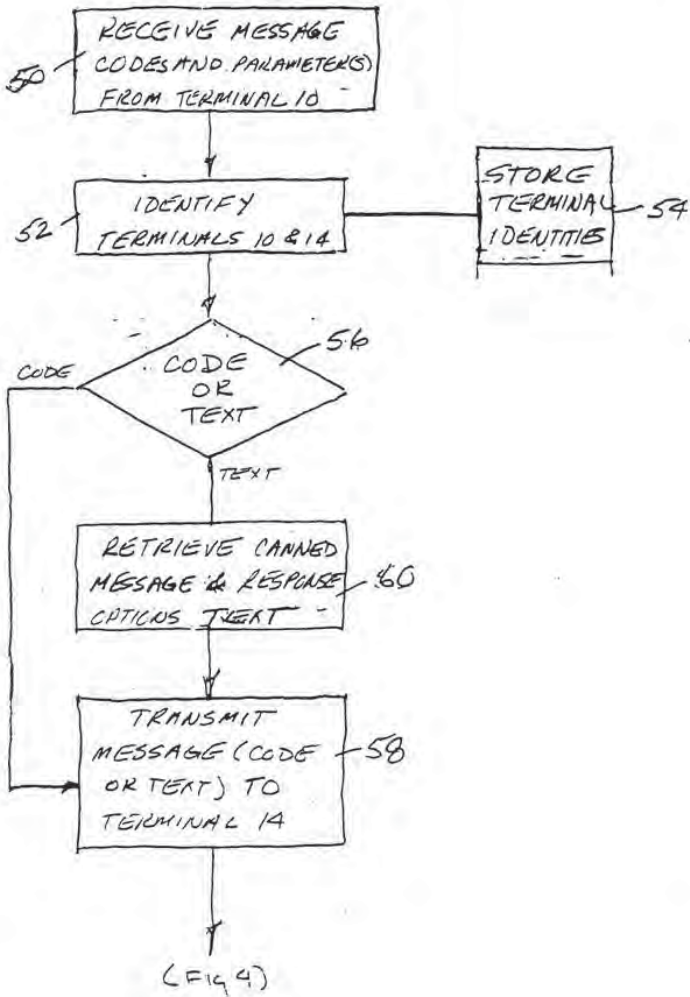 RECEIVE MESSAGE
CODES AND PARAMETER(S)
FROM TERMINAL 10
50
IDENTIFY
TERMINALS 10 & 14
52
STORE
TERMINAL
IDENTITIES
54
CODE
OR
TEXT
56
CODE
TEXT
RETRIEVE CANNED
MESSAGE & RESPONSE
OPTIONS TEXT
60
TRANSMIT
MESSAGE (CODE
OR TEXT) TO
TERMINAL 14
58
(FIG 4)